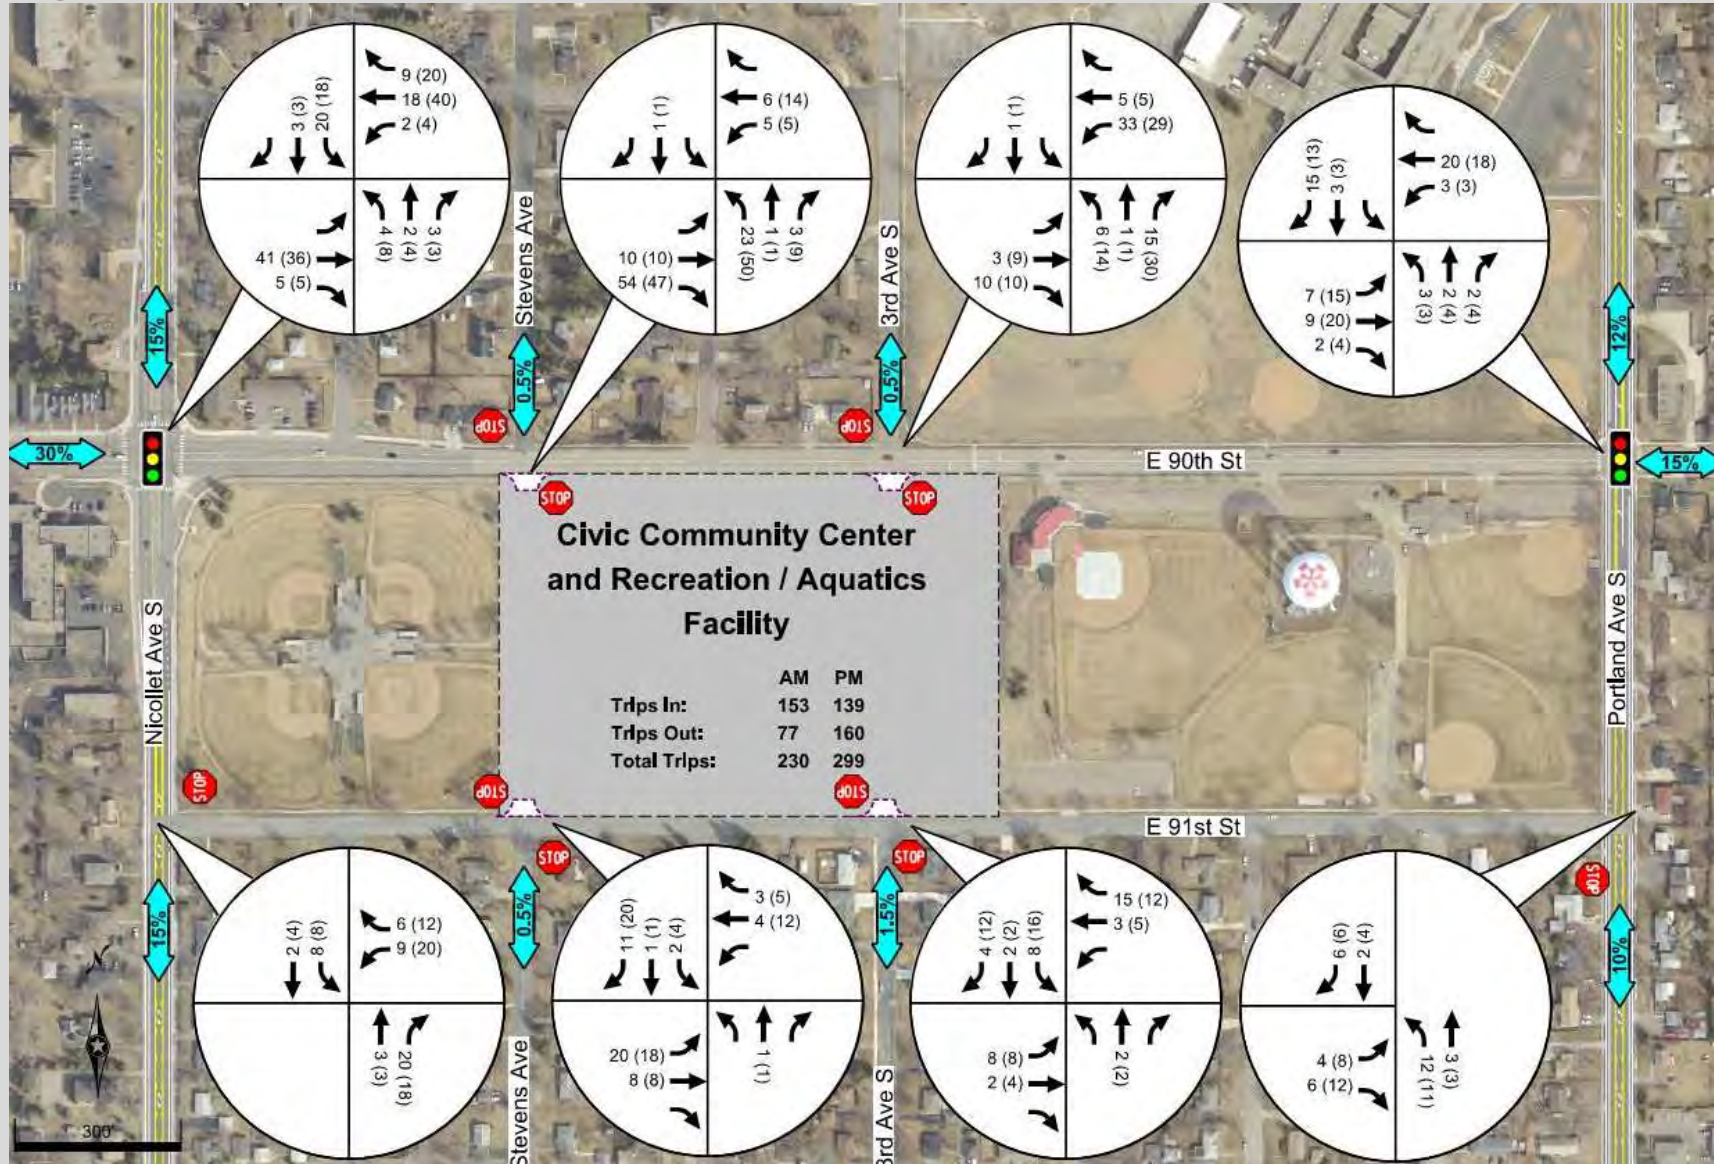 9 (20)
18 (40)
2 (4)
3 (3)
20 (18)
41 (36)
5 (5)
4 (8)
2 (4)
3 (3)
1 (1)
6 (14)
5 (5)
10 (10)
54 (47)
23 (50)
1 (1)
3 (9)
1 (1)
5 (5)
33 (29)
3 (9)
10 (10)
6 (14)
1 (1)
15 (30)
15 (13)
3 (3)
20 (18)
3 (3)
7 (15)
9 (20)
2 (4)
3 (3)
2 (4)
2 (4)
Stevens Ave
3rd Ave S
15%
0.5%
0.5%
12%
STOP
STOP
30%
E 90th St
15%
STOP
STOP
Civic Community Center
and Recreation / Aquatics
Facility
AM PM
Trips In: 153 139
Trips Out: 77 160
Total Trips: 230 299
Nicollet Ave S
Portland Ave S
STOP
STOP
STOP
E 91st St
STOP
STOP
STOP
15%
0.5%
1.5%
10%
2 (4)
8 (8)
6 (12)
9 (20)
3 (3)
20 (18)
11 (20)
1 (1)
2 (4)
3 (5)
4 (12)
20 (18)
8 (8)
1 (1)
4 (12)
2 (2)
8 (16)
15 (12)
3 (5)
8 (8)
2 (4)
2 (2)
6 (6)
2 (4)
4 (8)
6 (12)
12 (11)
3 (3)
Stevens Ave
3rd Ave S
N
300'